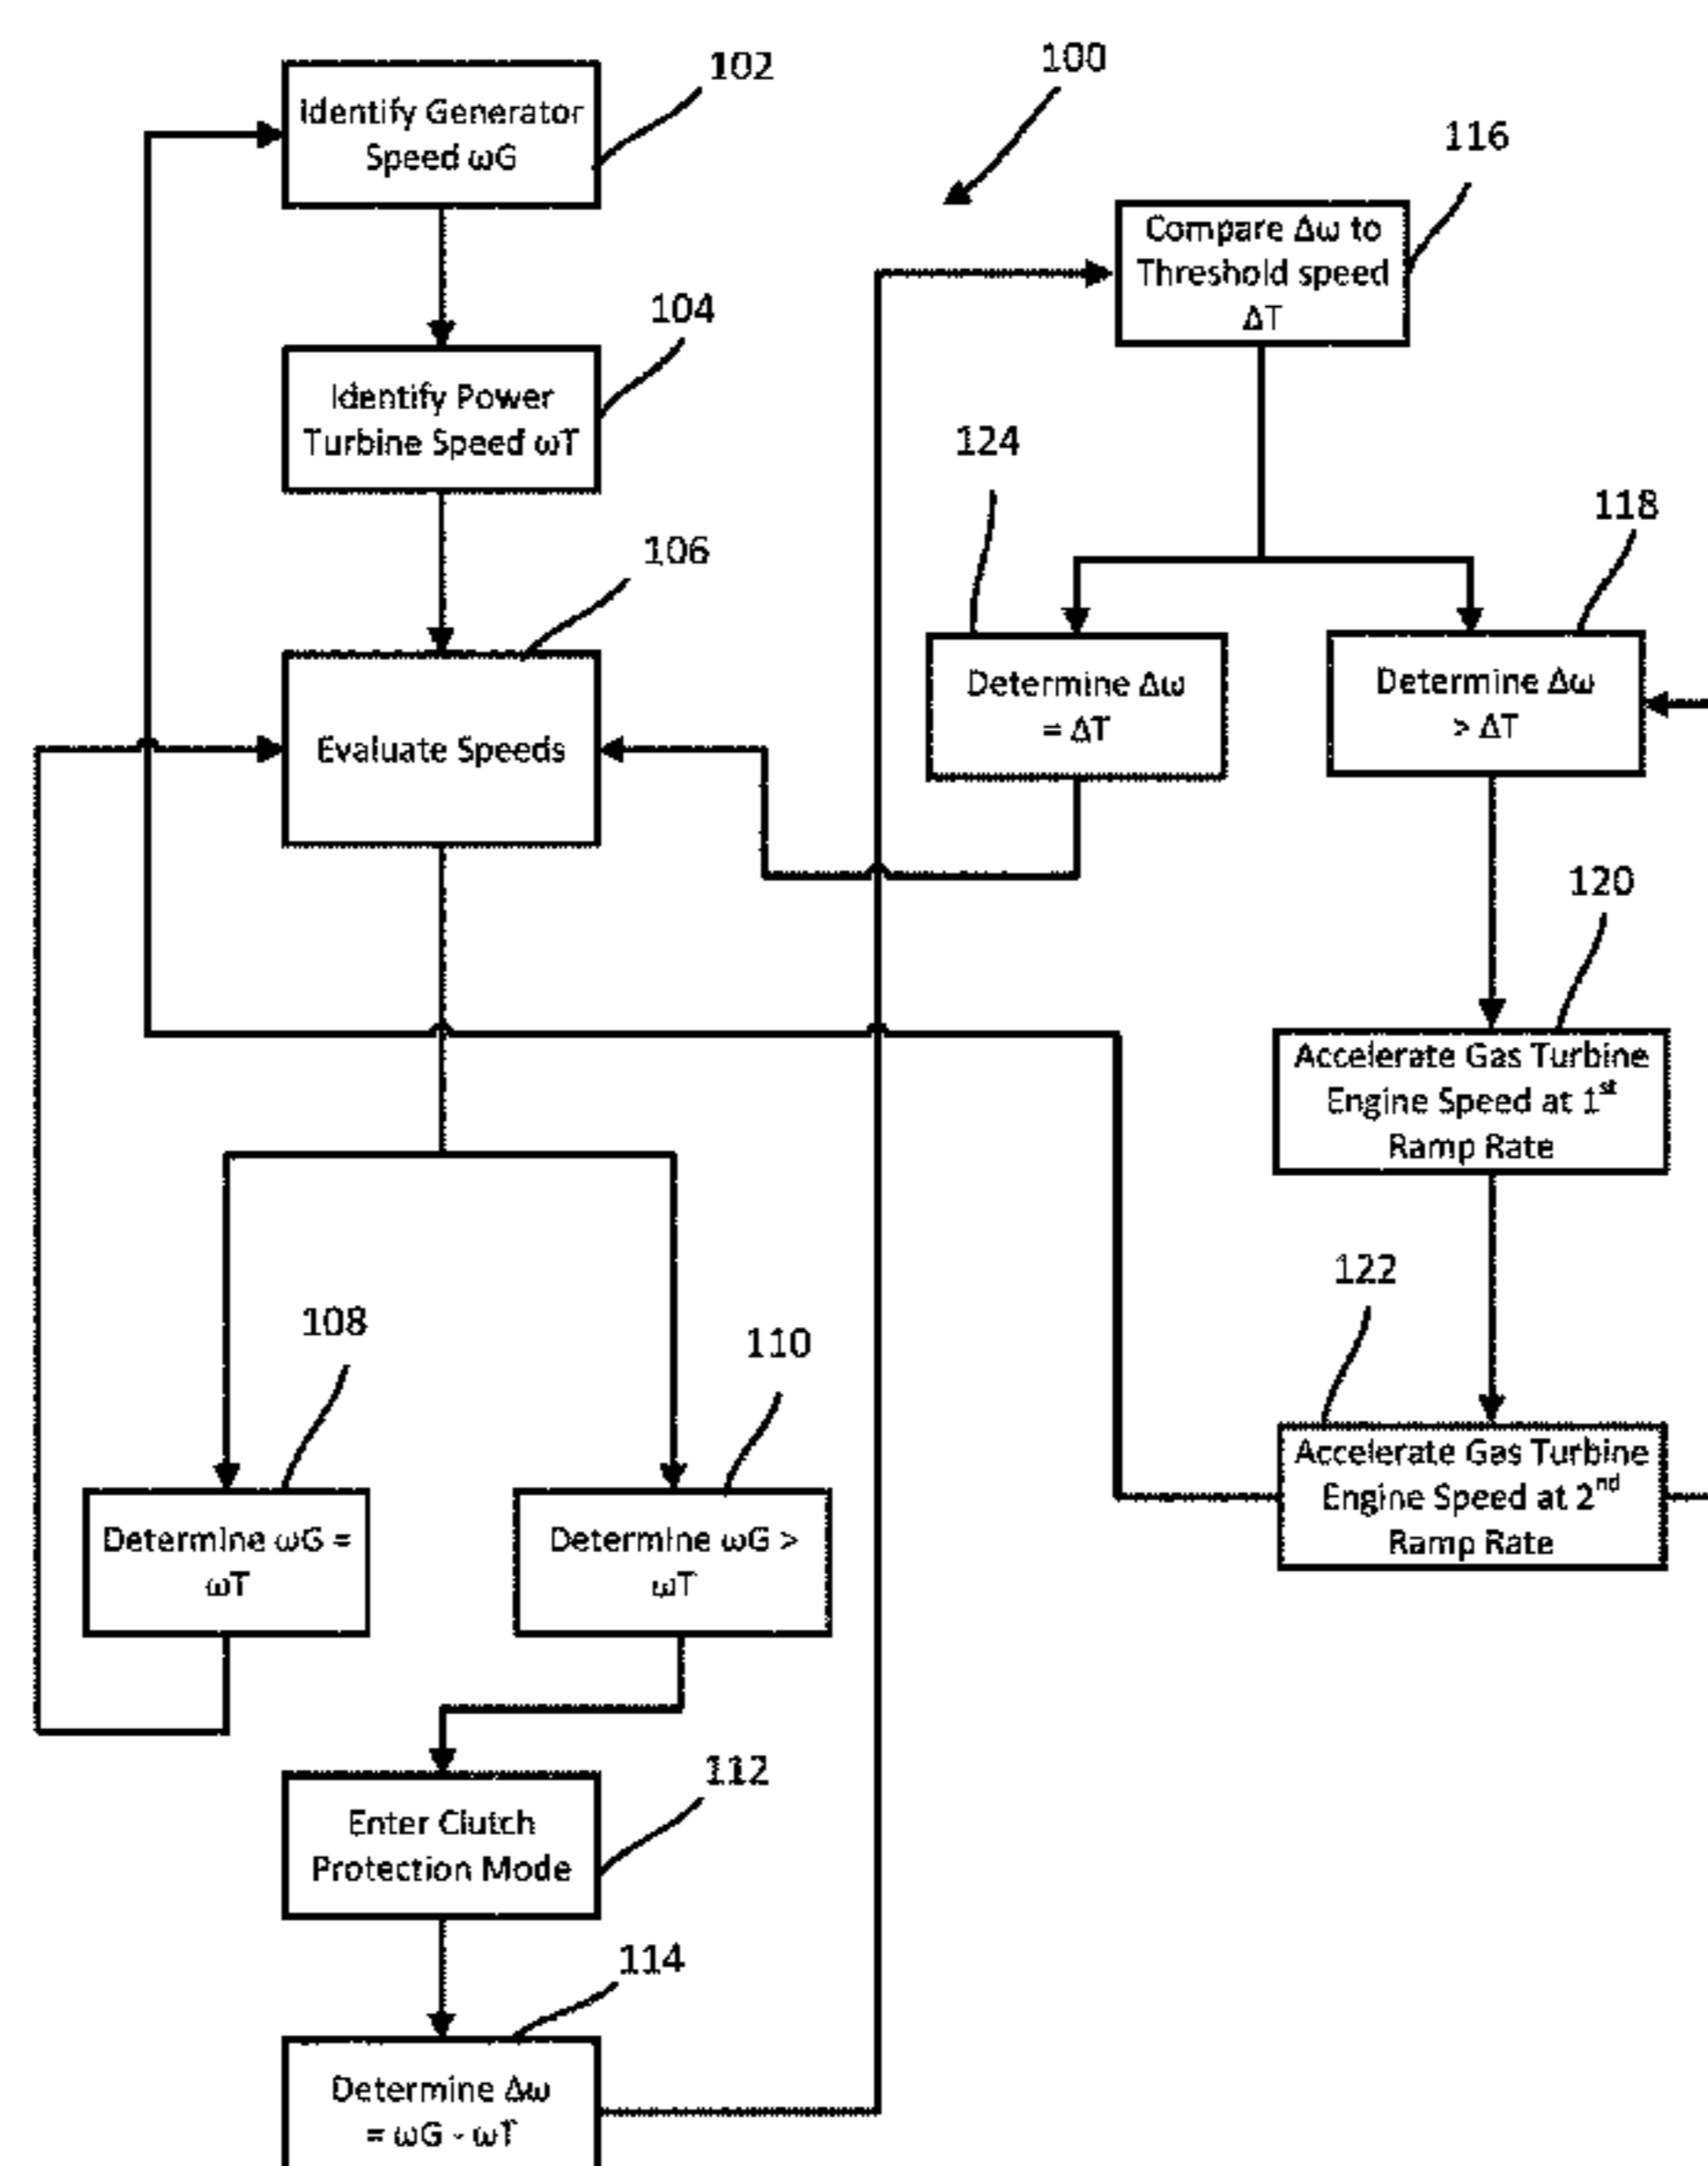 102
Identify Generator
Speed ωG
100
116
Compare Δω to
Threshold speed
ΔT
104
Identify Power
Turbine Speed ωT
124
118
106
Determine Δω
= ΔT
Determine Δω
> ΔT
Evaluate Speeds
120
Accelerate Gas Turbine
Engine Speed at 1st
Ramp Rate
122
108
110
Accelerate Gas Turbine
Engine Speed at 2nd
Ramp Rate
Determine ωG =
ωT
Determine ωG >
ωT
112
Enter Clutch
Protection Mode
114
Determine Δω
= ωG - ωT